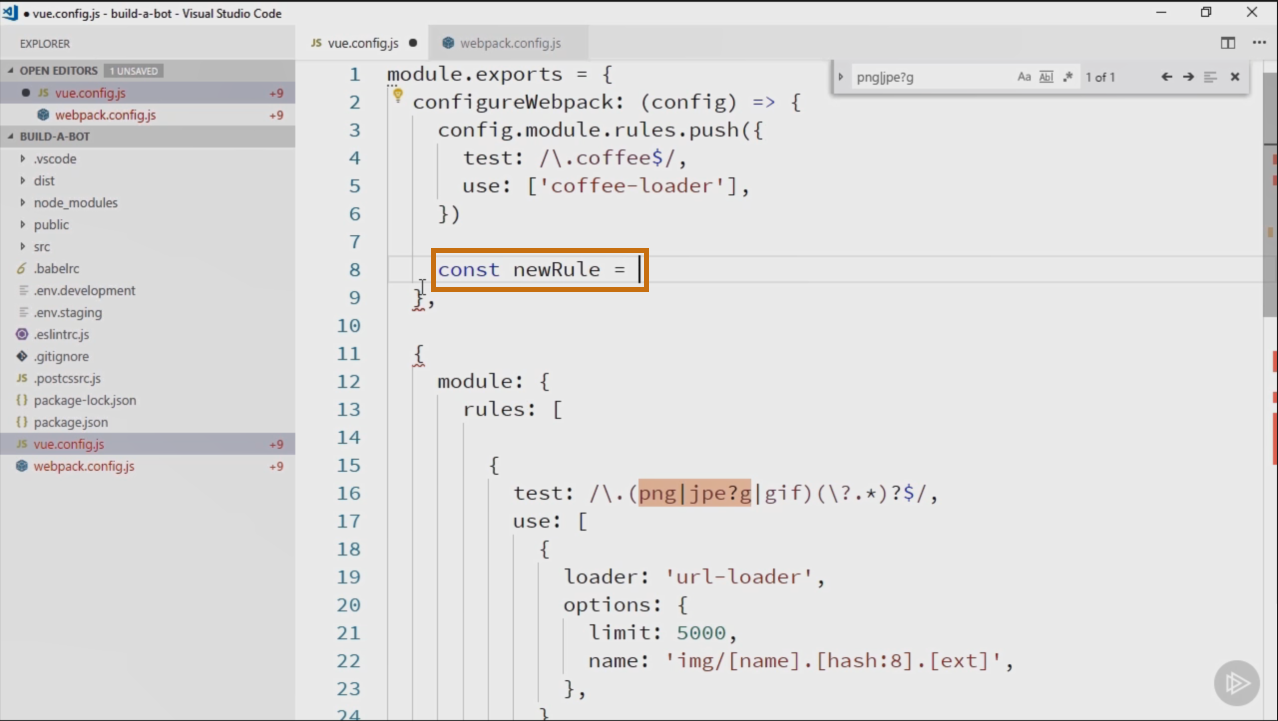 vue.config.js - build-a-bot - Visual Studio Code
EXPLORER
OPEN EDITORS 1 UNSAVED
JS vue.config.js +9
webpack.config.js +9
BUILD-A-BOT
.vscode
dist
node_modules
public
src
.babelrc
.env.development
.env.staging
.eslintrc.js
.gitignore
JS .postcssrc.js
{} package-lock.json
{} package.json
JS vue.config.js +9
webpack.config.js +9
JS vue.config.js
webpack.config.js
png|jpe?g Aa Abl .* 1 of 1
1 module.exports = {
2 configureWebpack: (config) => {
3 config.module.rules.push({
4 test: /\.coffee$/,
5 use: ['coffee-loader'],
6 })
7
8 const newRule =
9 },
10
11 {
12 module: {
13 rules: [
14
15 {
16 test: /\.(png|jpe?g|gif)(\?.*)?$/,
17 use: [
18 {
19 loader: 'url-loader',
20 options: {
21 limit: 5000,
22 name: 'img/[name].[hash:8].[ext]',
23 },
24 }